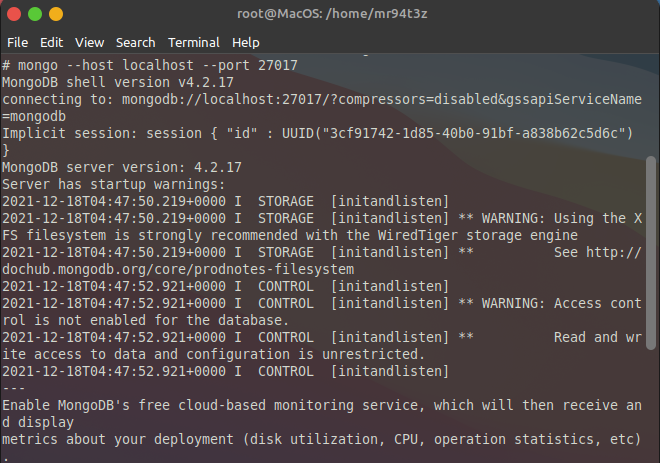 root@MacOS: /home/mr94t3z
File Edit View Search Terminal Help
# mongo --host localhost --port 27017
MongoDB shell version v4.2.17
connecting to: mongodb://localhost:27017/?compressors=disabled&gssapiServiceName
=mongodb
Implicit session: session { "id" : UUID("3cf91742-1d85-40b0-91bf-a838b62c5d6c")
}
MongoDB server version: 4.2.17
Server has startup warnings:
2021-12-18T04:47:50.219+0000 I  STORAGE  [initandlisten]
2021-12-18T04:47:50.219+0000 I  STORAGE  [initandlisten] ** WARNING: Using the X
FS filesystem is strongly recommended with the WiredTiger storage engine
2021-12-18T04:47:50.219+0000 I  STORAGE  [initandlisten] **          See http://
dochub.mongodb.org/core/prodnotes-filesystem
2021-12-18T04:47:52.921+0000 I  CONTROL  [initandlisten]
2021-12-18T04:47:52.921+0000 I  CONTROL  [initandlisten] ** WARNING: Access cont
rol is not enabled for the database.
2021-12-18T04:47:52.921+0000 I  CONTROL  [initandlisten] **          Read and wr
ite access to data and configuration is unrestricted.
2021-12-18T04:47:52.921+0000 I  CONTROL  [initandlisten]
---
Enable MongoDB's free cloud-based monitoring service, which will then receive an
d display
metrics about your deployment (disk utilization, CPU, operation statistics, etc)
.